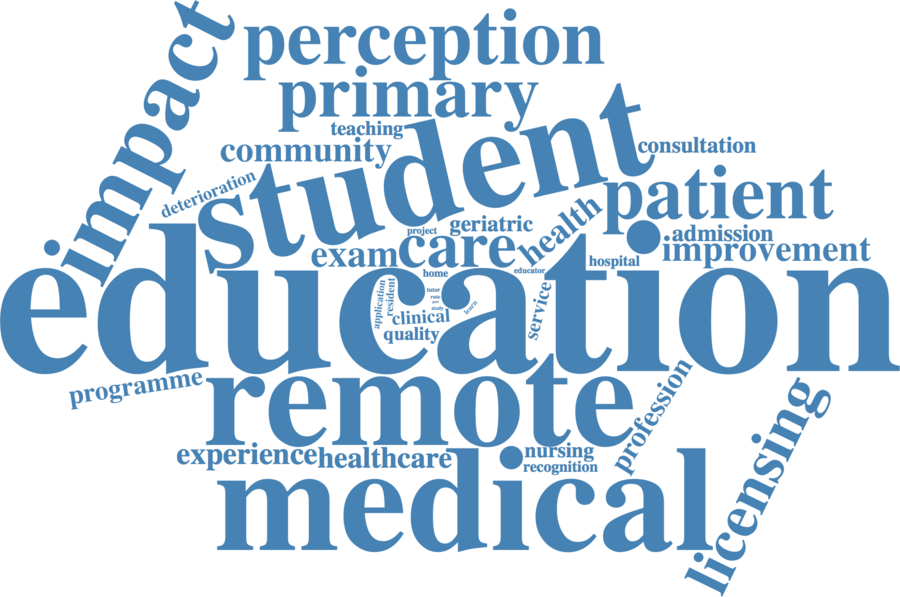 impact
perception
primary
teaching
student
consultation
community
deterioration
patient
project
geriatric
health
admission
exam
care
improvement
hospital
home
educator
education
application
resident
tutor
study
learn
service
clinical
quality
programme
remote
profession
experience
healthcare
nursing
recognition
licensing
medical